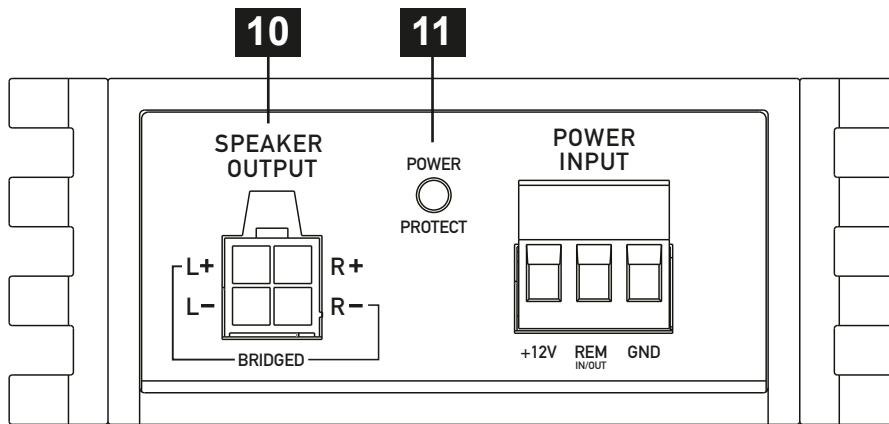 10
11
SPEAKER
OUTPUT
POWER
PROTECT
POWER
INPUT
L+
R+
L−
R−
BRIDGED
+12V
REM
IN/OUT
GND